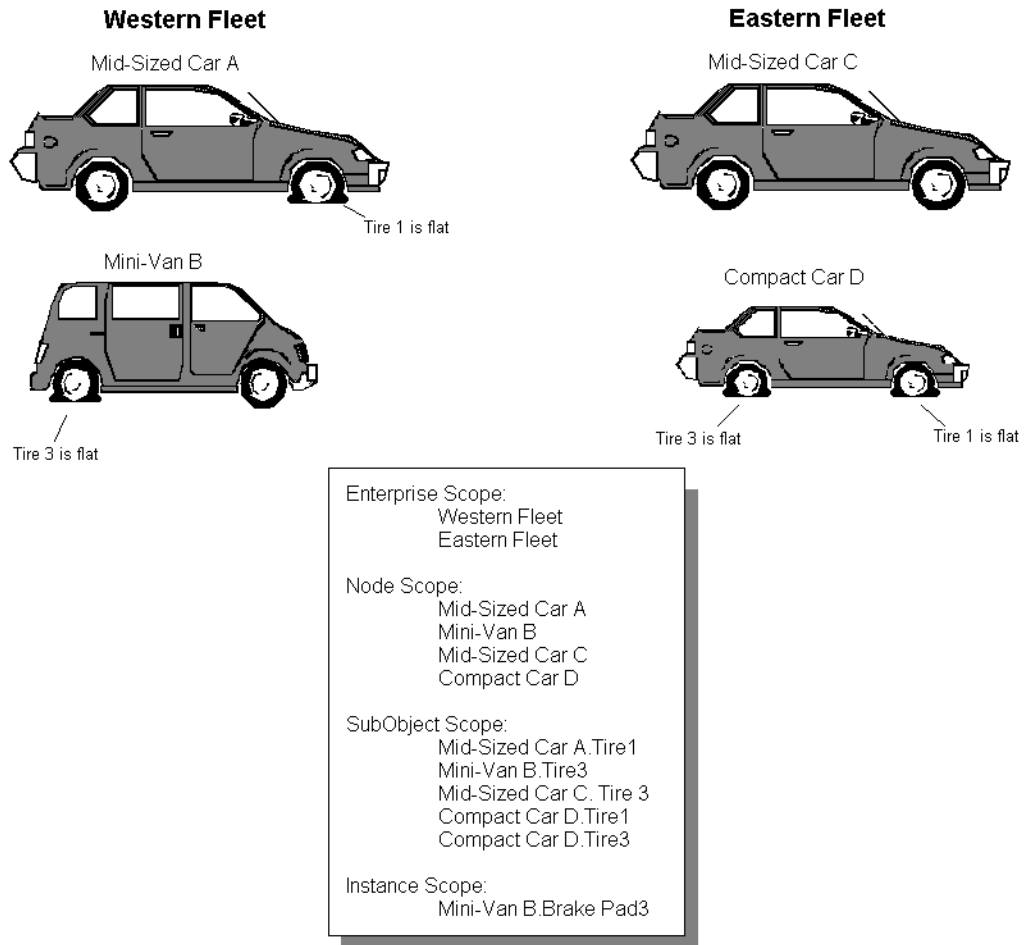 Western Fleet
Eastern Fleet
Mid-Sized Car A
Mid-Sized Car C
Tire 1 is flat
Mini-Van B
Compact Car D
Tire 3 is flat
Tire 3 is flat
Tire 1 is flat
Enterprise Scope:
Western Fleet
Eastern Fleet
Node Scope:
Mid-Sized Car A
Mini-Van B
Mid-Sized Car C
Compact Car D
SubObject Scope:
Mid-Sized Car A.Tire1
Mini-Van B.Tire3
Mid-Sized Car C. Tire 3
Compact Car D.Tire1
Compact Car D.Tire3
Instance Scope:
Mini-Van B.Brake Pad3